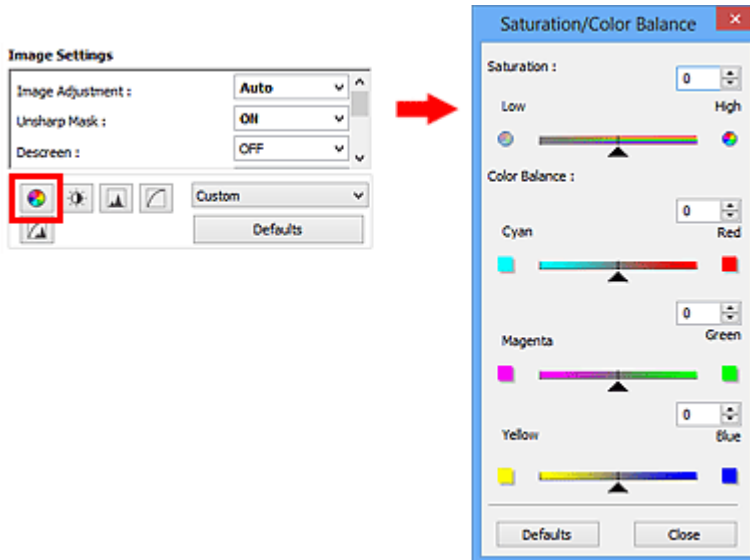 Image Settings
Image Adjustment : Auto
Unsharp Mask : ON
Descreen : OFF
Custom
Defaults
Saturation/Color Balance
Saturation :
0
Low High
Color Balance :
0
Cyan Red
0
Magenta Green
0
Yellow Blue
Defaults Close